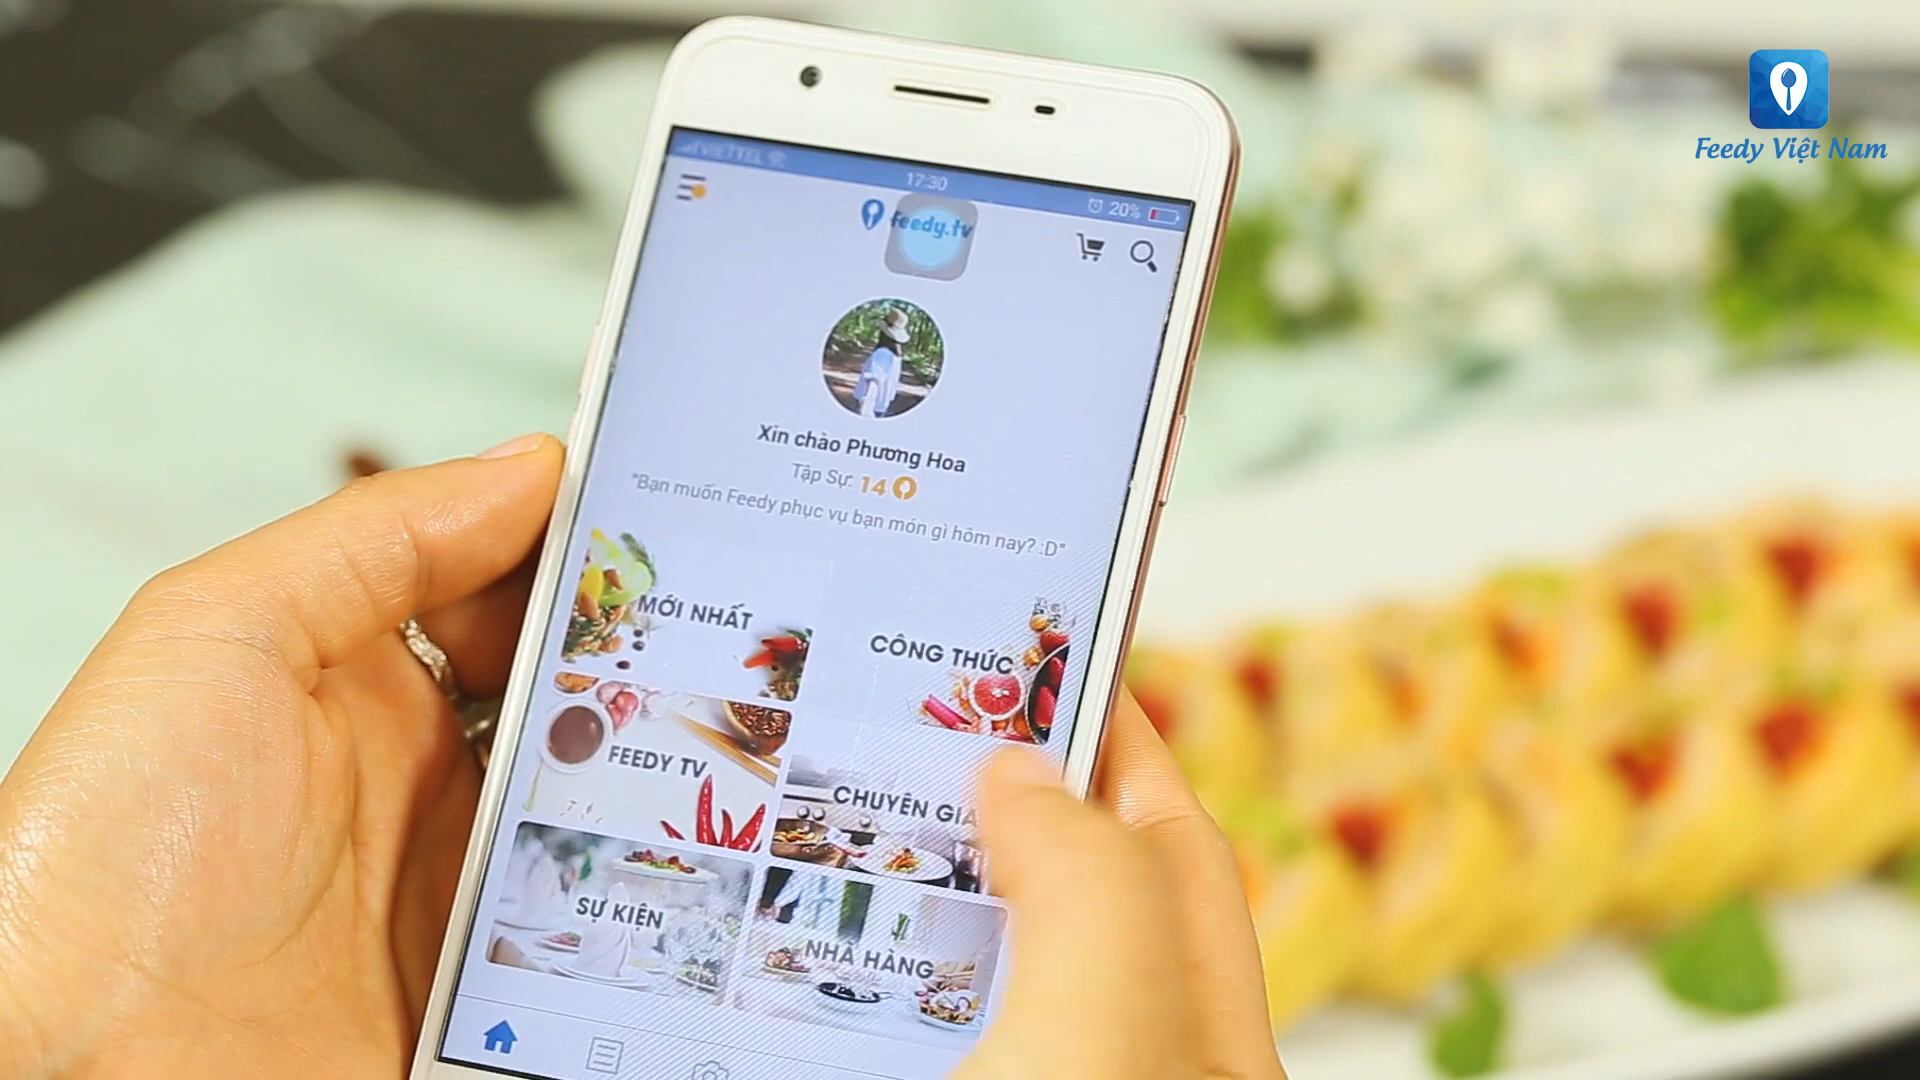 Feedy Việt Nam
VIETTEL
17:30
20%
feedy.tv
Xin chào Phương Hoa
Tập Sự: 14
"Bạn muốn Feedy phục vụ bạn món gì hôm nay? :D"
MỚI NHẤT
CÔNG THỨC
FEEDY TV
CHUYÊN GIA
SỰ KIỆN
NHÀ HÀNG